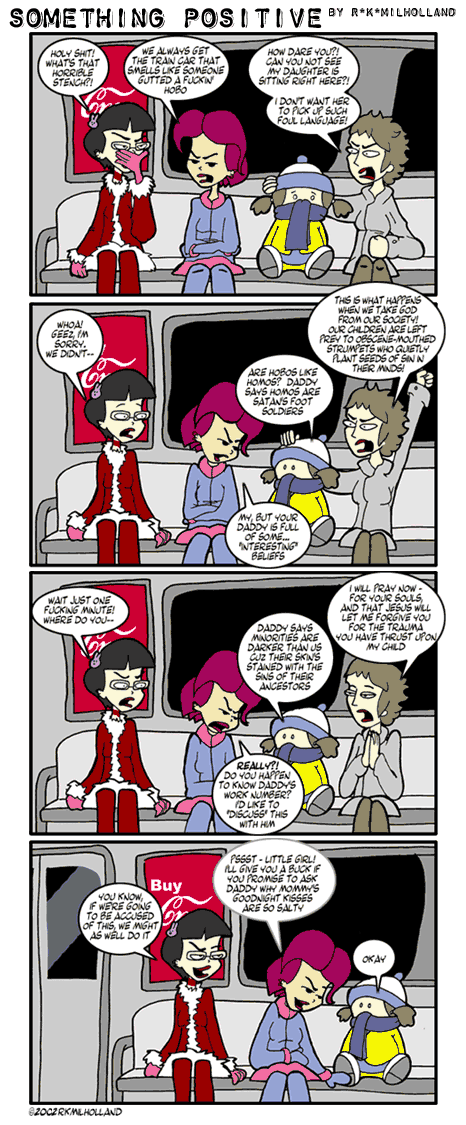 SOMETHING POSITIVE BY R*K*MILHOLLAND
HOLY SHIT!
WHAT'S THAT
HORRIBLE
STENCH?!
WE ALWAYS GET
THE TRAIN CAR THAT
SMELLS LIKE SOMEONE
GUTTED A FUCKIN'
HOBO
HOW DARE YOU?!
CAN YOU NOT SEE
MY DAUGHTER IS
SITTING RIGHT HERE?!
I DON'T WANT HER
TO PICK UP SUCH
FOUL LANGUAGE!
WHOA!
GEEZ, I'M
SORRY.
WE DIDN'T--
ARE HOBOS LIKE
HOMOS? DADDY
SAYS HOMOS ARE
SATAN'S FOOT
SOLDIERS
THIS IS WHAT HAPPENS
WHEN WE TAKE GOD
FROM OUR SOCIETY!
OUR CHILDREN ARE LEFT
PREY TO OBSCENE-MOUTHED
STRUMPETS WHO QUIETLY
PLANT SEEDS OF SIN IN
THEIR MINDS!
MY, BUT YOUR
DADDY IS FULL
OF SOME...
"INTERESTING"
BELIEFS
WAIT JUST ONE
FUCKING MINUTE!
WHERE DO YOU--
DADDY SAYS
MINORITIES ARE
DARKER THAN US
CUZ THEIR SKIN'S
STAINED WITH THE
SINS OF THEIR
ANCESTORS
I WILL PRAY NOW -
FOR YOUR SOULS,
AND THAT JESUS WILL
LET ME FORGIVE YOU
FOR THE TRAUMA
YOU HAVE THRUST UPON
MY CHILD
REALLY?!
DO YOU HAPPEN
TO KNOW DADDY'S
WORK NUMBER?
I'D LIKE TO
"DISCUSS" THIS
WITH HIM
YOU KNOW,
IF WE'RE GOING
TO BE ACCUSED
OF THIS, WE MIGHT
AS WELL DO IT
Buy
PSSST - LITTLE GIRL!
I'LL GIVE YOU A BUCK IF
YOU PROMISE TO ASK
DADDY WHY MOMMY'S
GOODNIGHT KISSES
ARE SO SALTY
OKAY
©2002 RKMILHOLLAND